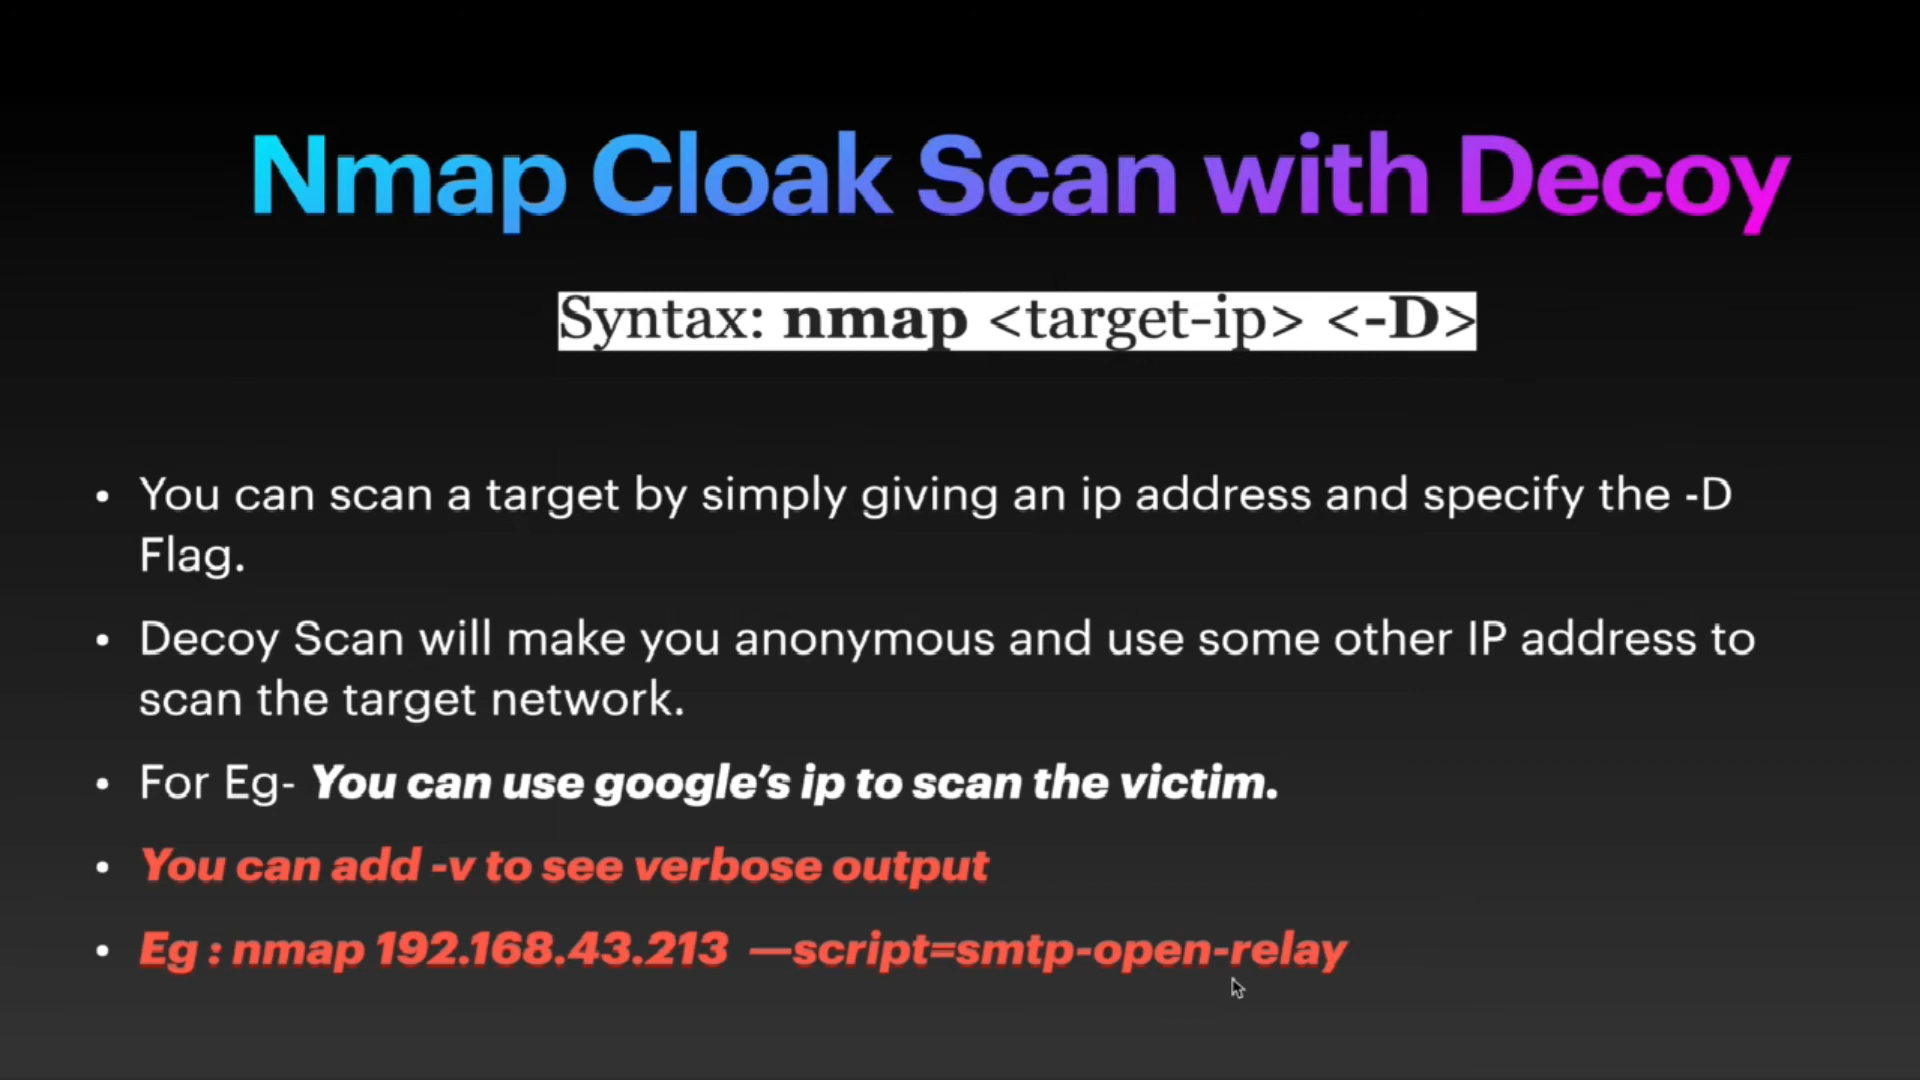 Nmap Cloak Scan with Decoy
Syntax: nmap <target-ip> <-D>
• You can scan a target by simply giving an ip address and specify the -D
Flag.
• Decoy Scan will make you anonymous and use some other IP address to
scan the target network.
• For Eg- You can use google’s ip to scan the victim.
• You can add -v to see verbose output
• Eg : nmap 192.168.43.213 —script=smtp-open-relay